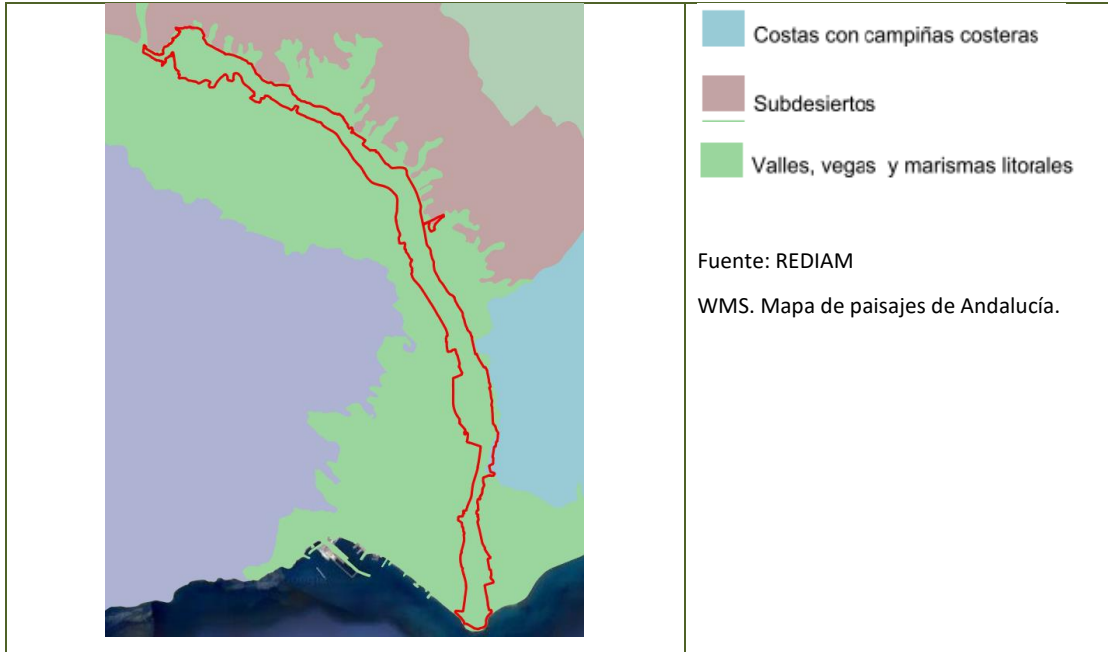 Costas con campiñas costeras
Subdesiertos
Valles, vegas y marismas litorales
Fuente: REDIAM
WMS. Mapa de paisajes de Andalucía.